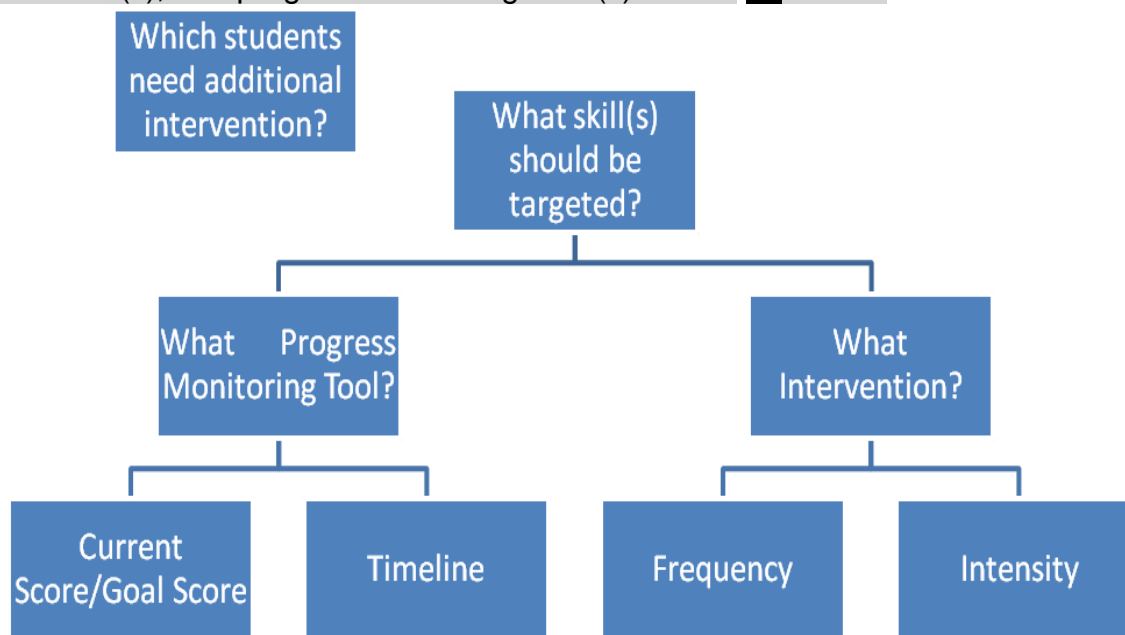 Which students
need additional
intervention?
What skill(s)
should be
targeted?
What Progress
Monitoring Tool?
What
Intervention?
Current
Score/Goal Score
Timeline
Frequency
Intensity